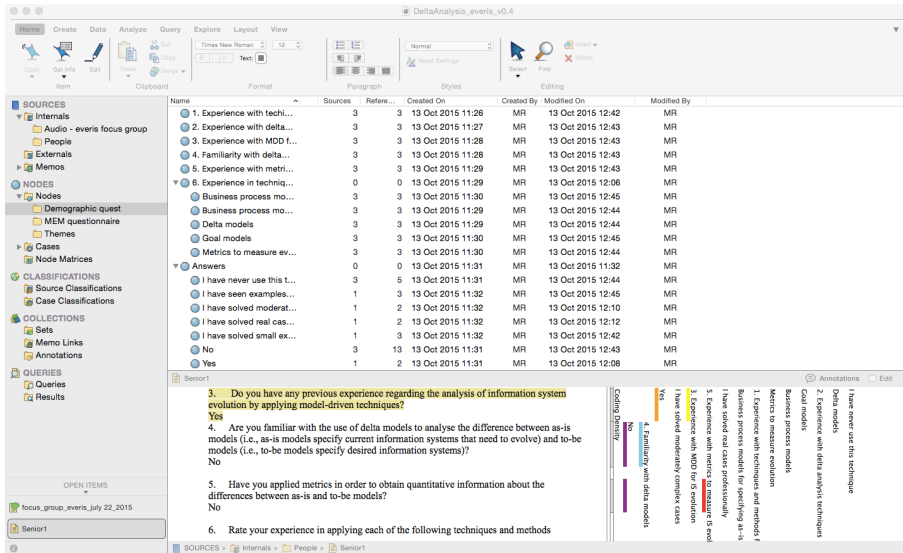 DeltaAnalysis_everis_v0.4
Home Create Data Analyze Query Explore Layout View
Open Get Info Edit Paste Cut Copy Merge
Times New Roman 12
B I U Text:
Normal
Reset Settings
Select Find Insert Delete
Item Clipboard Format Paragraph Styles Editing
SOURCES
Internals
Audio - everis focus group
People
Externals
Memos
NODES
Nodes
Demographic quest
MEM questionnaire
Themes
Cases
Node Matrices
CLASSIFICATIONS
Source Classifications
Case Classifications
COLLECTIONS
Sets
Memo Links
Annotations
QUERIES
Queries
Results
OPEN ITEMS
focus_group_everis_july 22_2015
Senior1
Name Sources Refere... Created On Created By Modified On Modified By
1. Experience with techi... 3 3 13 Oct 2015 11:26 MR 13 Oct 2015 12:42 MR
2. Experience with delta... 3 3 13 Oct 2015 11:27 MR 13 Oct 2015 12:43 MR
3. Experience with MDD f... 3 3 13 Oct 2015 11:28 MR 13 Oct 2015 12:43 MR
4. Familiarity with delta... 3 3 13 Oct 2015 11:28 MR 13 Oct 2015 12:43 MR
5. Experience with metri... 3 3 13 Oct 2015 11:29 MR 13 Oct 2015 12:43 MR
6. Experience in techniq... 0 0 13 Oct 2015 11:29 MR 13 Oct 2015 12:06 MR
Business process mo... 3 3 13 Oct 2015 11:30 MR 13 Oct 2015 12:45 MR
Business process mo... 3 3 13 Oct 2015 11:29 MR 13 Oct 2015 12:44 MR
Delta models 3 3 13 Oct 2015 11:29 MR 13 Oct 2015 12:44 MR
Goal models 3 3 13 Oct 2015 11:30 MR 13 Oct 2015 12:45 MR
Metrics to measure ev... 3 3 13 Oct 2015 11:30 MR 13 Oct 2015 12:44 MR
Answers 0 0 13 Oct 2015 11:31 MR 13 Oct 2015 11:32 MR
I have never use this t... 3 5 13 Oct 2015 11:31 MR 13 Oct 2015 12:44 MR
I have seen examples... 1 3 13 Oct 2015 11:32 MR 13 Oct 2015 12:45 MR
I have solved moderat... 1 2 13 Oct 2015 11:32 MR 13 Oct 2015 12:10 MR
I have solved real cas... 1 2 13 Oct 2015 11:32 MR 13 Oct 2015 12:12 MR
I have solved small ex... 1 3 13 Oct 2015 11:32 MR 13 Oct 2015 12:42 MR
No 3 13 13 Oct 2015 11:31 MR 13 Oct 2015 12:43 MR
Yes 1 2 13 Oct 2015 11:31 MR 13 Oct 2015 12:08 MR
Senior1 Annotations Edit
3. Do you have any previous experience regarding the analysis of information system
evolution by applying model-driven techniques?
Yes
4. Are you familiar with the use of delta models to analyse the difference between as-is
models (i.e., as-is models specify current information systems that need to evolve) and to-be
models (i.e., to-be models specify desired information systems)?
No
5. Have you applied metrics in order to obtain quantitative information about the
differences between as-is and to-be models?
No
6. Rate your experience in applying each of the following techniques and methods
Coding Density
No
4. Familiarity with delta models
Yes
3. Experience with MDD for IS evolution
I have solved moderately complex cases
5. Experience with metrics to measure IS evol
I have solved real cases professionally
Business process models for specifying as-is
1. Experience with techniques and methods f
Metrics to measure evolution
Business process models
Goal models
2. Experience with delta analysis techniques
Delta models
I have never use this technique
SOURCES Internals People Senior1